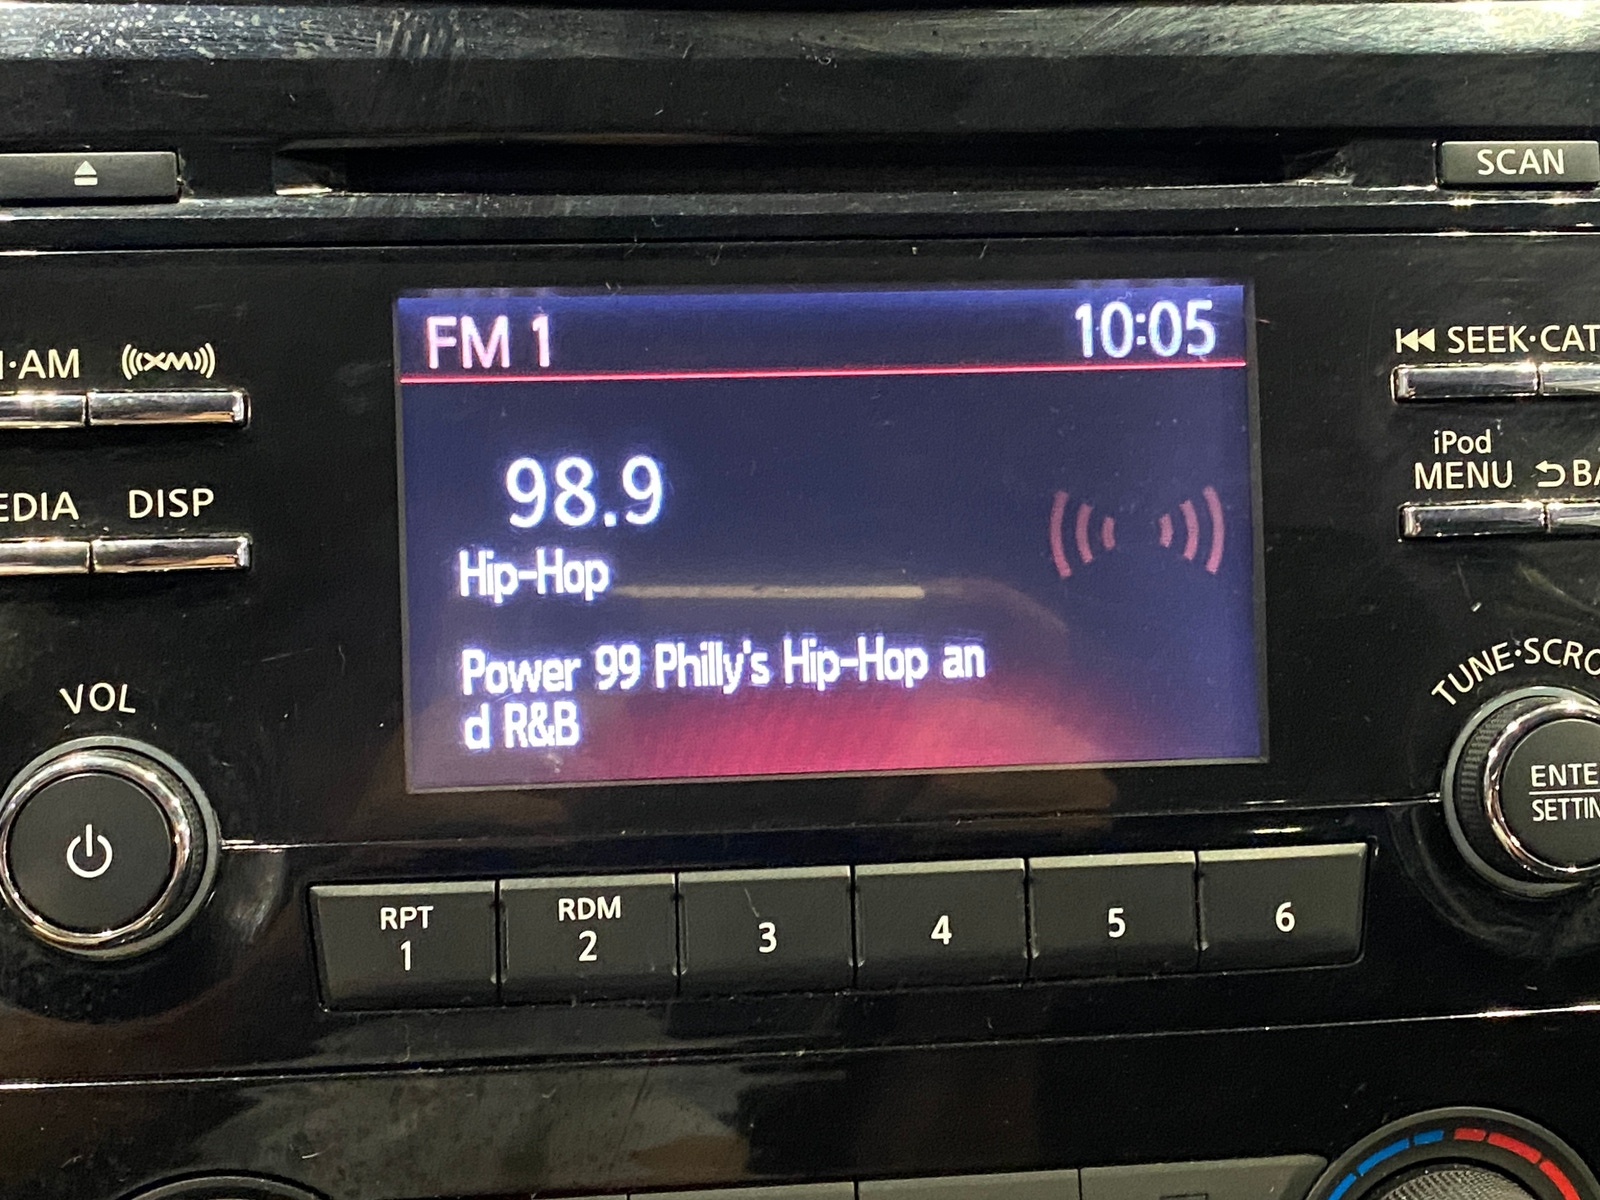 SCAN
FM 1 10:05
·AM XM
SEEK·CAT
98.9
iPod
MENU
EDIA DISP
Hip-Hop
Power 99 Philly's Hip-Hop an
d R&B
VOL
TUNE·SCRO
ENTE
SETTIN
RPT
1
RDM
2
3
4
5
6